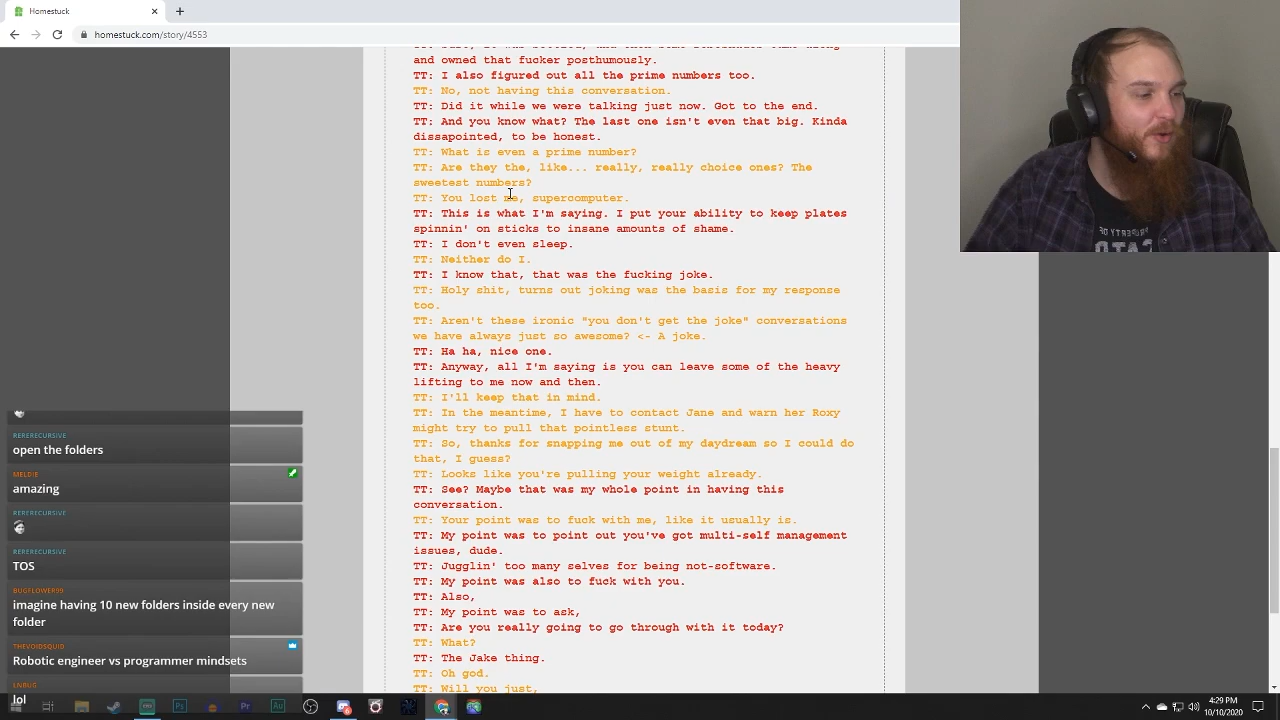 Homestuck
homestuck.com/story/4553
and owned that fucker posthumously.
TT: I also figured out all the prime numbers too.
TT: No, not having this conversation.
TT: Did it while we were talking just now. Got to the end.
TT: And you know what? The last one isn't even that big. Kinda
dissapointed, to be honest.
TT: What is even a prime number?
TT: Are they the, like... really, really choice ones? The
sweetest numbers?
TT: You lost me, supercomputer.
TT: This is what I'm saying. I put your ability to keep plates
spinnin' on sticks to insane amounts of shame.
TT: I don't even sleep.
TT: Neither do I.
TT: I know that, that was the fucking joke.
TT: Holy shit, turns out joking was the basis for my response
too.
TT: Aren't these ironic "you don't get the joke" conversations
we have always just so awesome? <- A joke.
TT: Ha ha, nice one.
TT: Anyway, all I'm saying is you can leave some of the heavy
lifting to me now and then.
TT: I'll keep that in mind.
TT: In the meantime, I have to contact Jane and warn her Roxy
might try to pull that pointless stunt.
TT: So, thanks for snapping me out of my daydream so I could do
that, I guess?
TT: Looks like you're pulling your weight already.
TT: See? Maybe that was my whole point in having this
conversation.
TT: Your point was to fuck with me, like it usually is.
TT: My point was to point out you've got multi-self management
issues, dude.
TT: Jugglin' too many selves for being not-software.
TT: My point was also to fuck with you.
TT: Also,
TT: My point was to ask,
TT: Are you really going to go through with it today?
TT: What?
TT: The Jake thing.
TT: Oh god.
TT: Will you just,
RERERECURSIVE
open the folders
MELDIE
amazing
RERERECURSIVE
RERERECURSIVE
TOS
BUGFLOWER99
imagine having 10 new folders inside every new
folder
THEVOIDSQUID
Robotic engineer vs programmer mindsets
LNBUG
lol
4:29 PM
10/10/2020